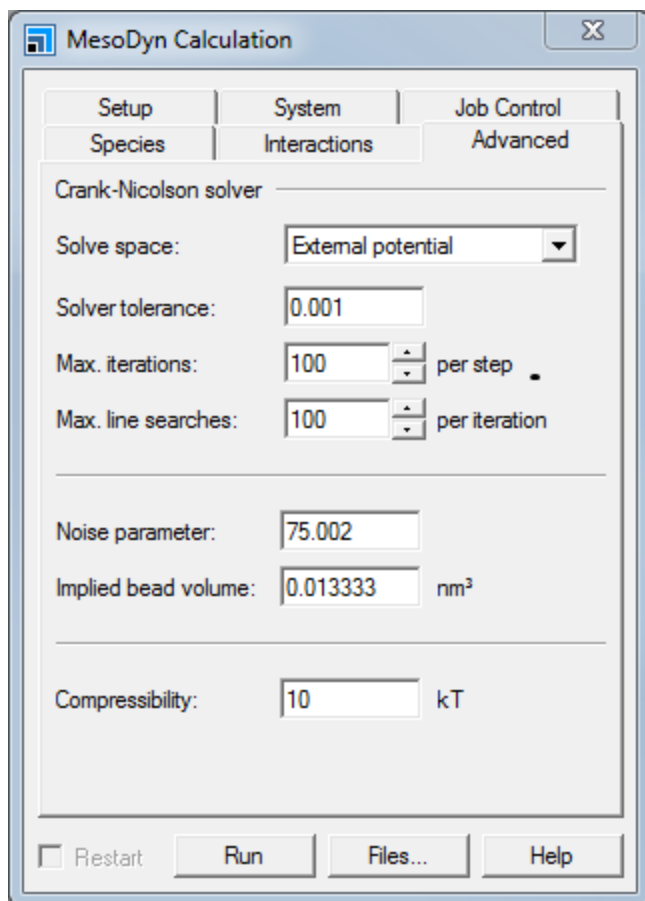 MesoDyn Calculation
Setup System Job Control
Species Interactions Advanced
Crank-Nicolson solver
Solve space: External potential
Solver tolerance: 0.001
Max. iterations: 100 per step
Max. line searches: 100 per iteration
Noise parameter: 75.002
Implied bead volume: 0.013333 nm³
Compressibility: 10 kT
Restart Run Files... Help